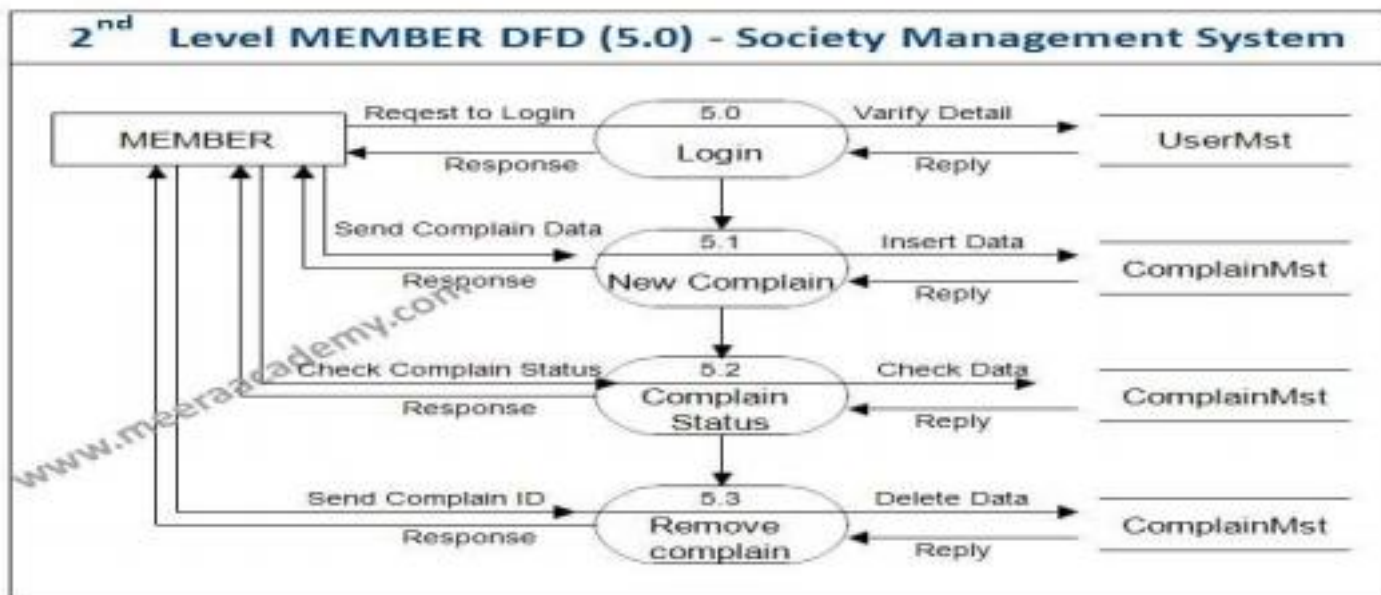 2nd Level MEMBER DFD (5.0) - Society Management System
MEMBER
Reqest to Login
Response
5.0
Login
Varify Detail
Reply
UserMst
Send Complain Data
Response
5.1
New Complain
Insert Data
Reply
ComplainMst
Check Complain Status
Response
5.2
Complain
Status
Check Data
Reply
ComplainMst
Send Complain ID
Response
5.3
Remove
complain
Delete Data
Reply
ComplainMst
www.meeraacademy.com